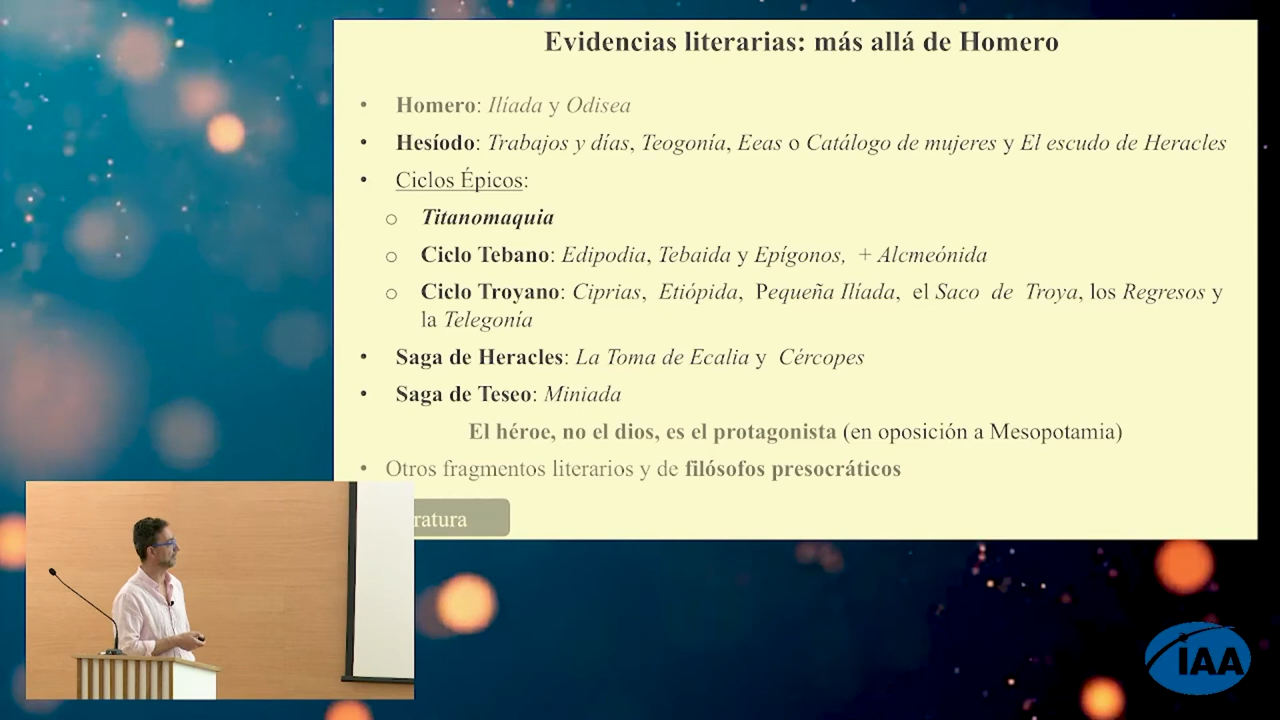 Evidencias literarias: más allá de Homero
• Homero: Ilíada y Odisea
• Hesíodo: Trabajos y días, Teogonía, Eeas o Catálogo de mujeres y El escudo de Heracles
• Ciclos Épicos:
o Titanomaquia
o Ciclo Tebano: Edipodia, Tebaida y Epígonos, + Alcmeónida
o Ciclo Troyano: Ciprias, Etiópida, Pequeña Ilíada, el Saco de Troya, los Regresos y
la Telegonía
• Saga de Heracles: La Toma de Ecalia y Cércopes
• Saga de Teseo: Miniada
El héroe, no el dios, es el protagonista (en oposición a Mesopotamia)
• Otros fragmentos literarios y de filósofos presocráticos
ratura
IAA